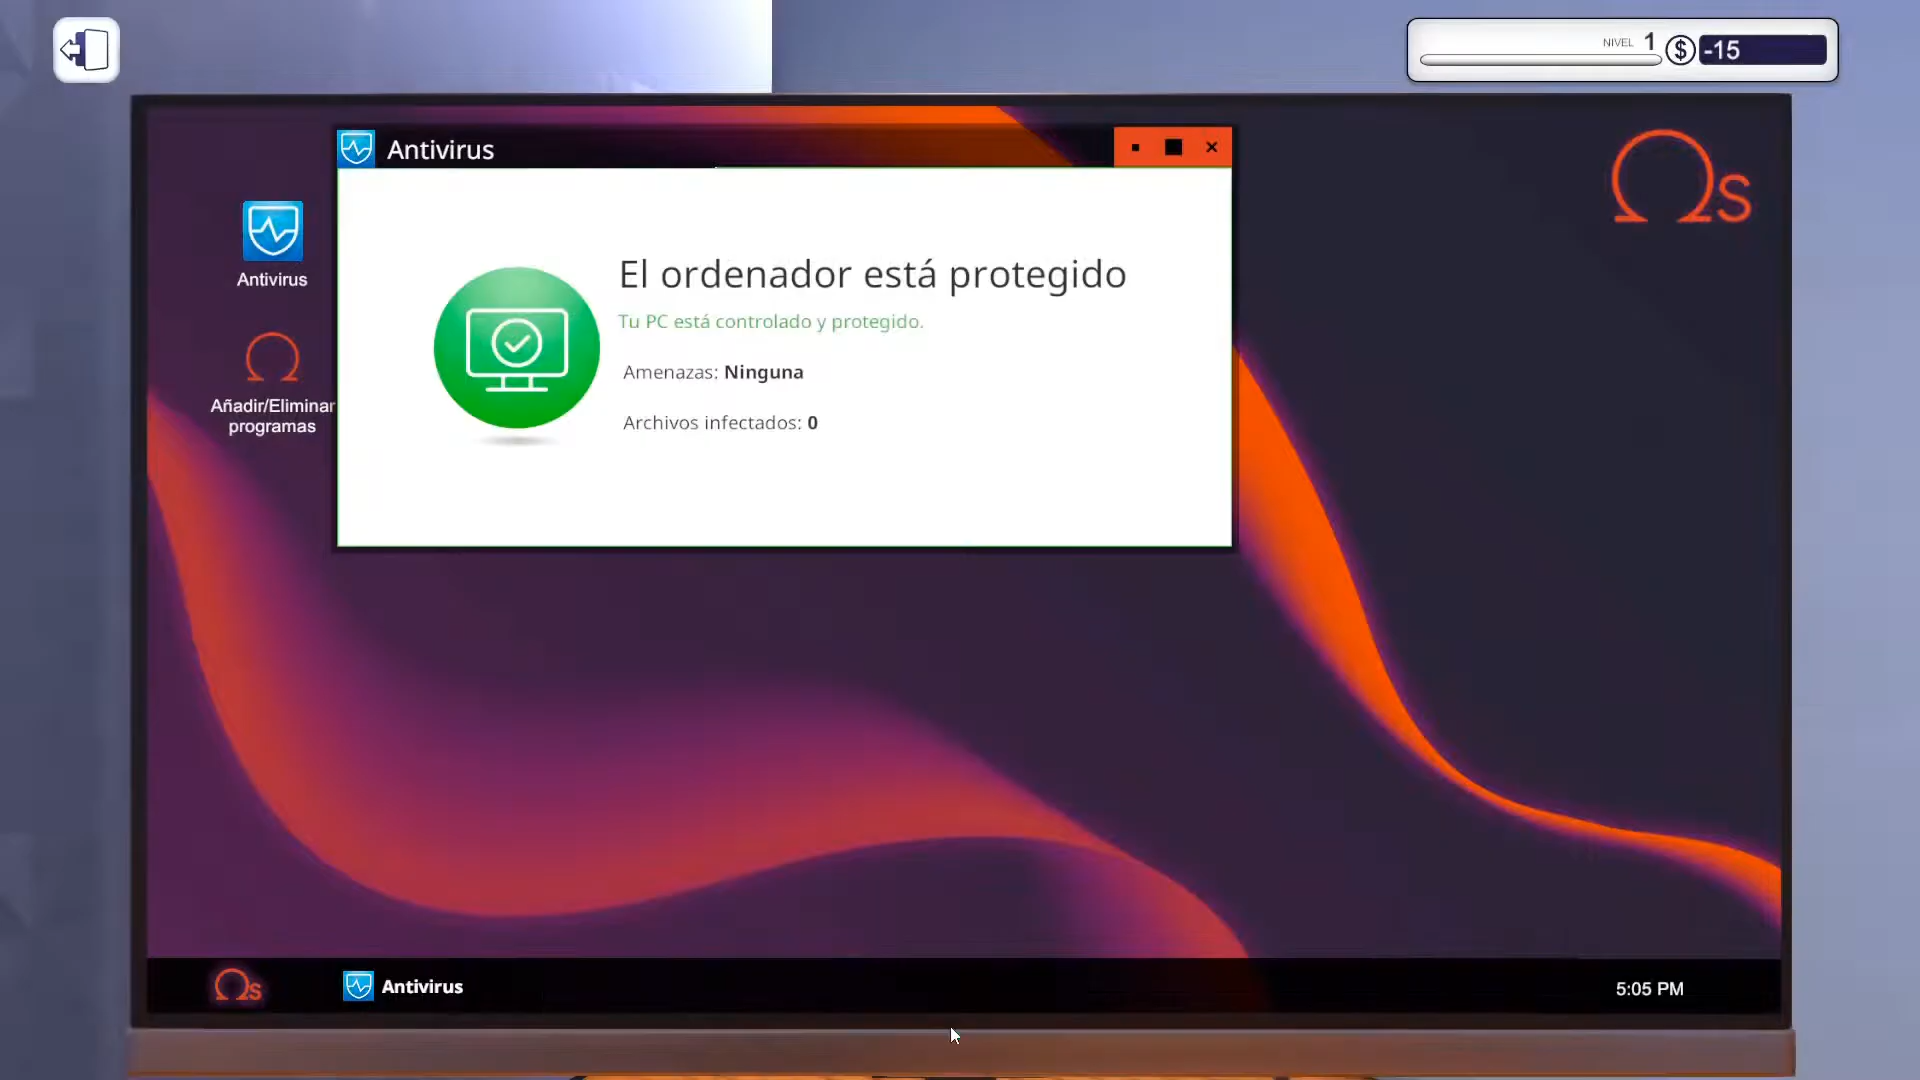 NIVEL 1 $ -15
Antivirus
Ωs
Antivirus
El ordenador está protegido
Tu PC está controlado y protegido.
Amenazas: Ninguna
Archivos infectados: 0
Añadir/Eliminar
programas
Ωs
Antivirus
5:05 PM